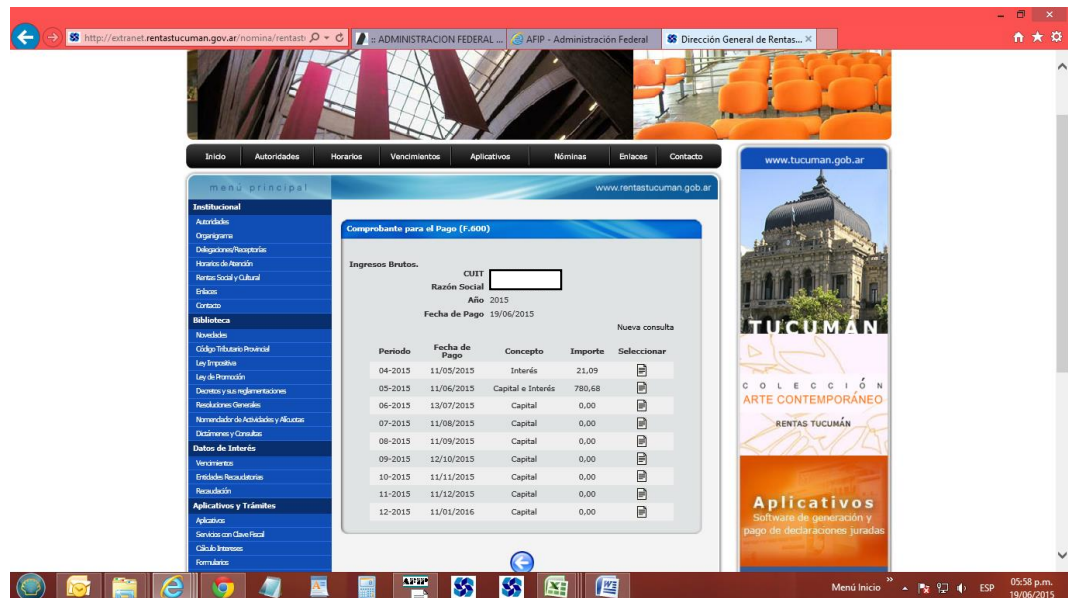 http://extranet.rentastucuman.gov.ar/nomina/rentast
:: ADMINISTRACION FEDERAL ...
AFIP - Administración Federal
Dirección General de Rentas...
Inicio Autoridades Horarios Vencimientos Aplicativos Nóminas Enlaces Contacto
menú principal
www.rentastucuman.gob.ar
Institucional
Autoridades
Organigrama
Delegaciones/Receptorías
Horarios de Atención
Rentas Social y Cultural
Enlaces
Contacto
Biblioteca
Novedades
Código Tributario Provincial
Ley Impositiva
Ley de Promoción
Decretos y sus reglamentaciones
Resoluciones Generales
Nomenclador de Actividades y Alícuotas
Dictámenes y Consultas
Datos de Interés
Vencimientos
Entidades Recaudatorias
Recaudación
Aplicativos y Trámites
Aplicativos
Servicios con Clave Fiscal
Cálculo Intereses
Formularios
Comprobante para el Pago (F.600)
Ingresos Brutos.
CUIT
Razón Social
Año 2015
Fecha de Pago 19/06/2015
Nueva consulta
Período Fecha de Pago Concepto Importe Seleccionar
04-2015 11/05/2015 Interés 21,09
05-2015 11/06/2015 Capital e Interés 780,68
06-2015 13/07/2015 Capital 0,00
07-2015 11/08/2015 Capital 0,00
08-2015 11/09/2015 Capital 0,00
09-2015 12/10/2015 Capital 0,00
10-2015 11/11/2015 Capital 0,00
11-2015 11/12/2015 Capital 0,00
12-2015 11/01/2016 Capital 0,00
www.tucuman.gob.ar
TUCUMÁN
COLECCIÓN
ARTE CONTEMPORÁNEO
RENTAS TUCUMÁN
Aplicativos
Software de generación y
pago de declaraciones juradas
Menú Inicio
ESP
05:58 p.m.
19/06/2015